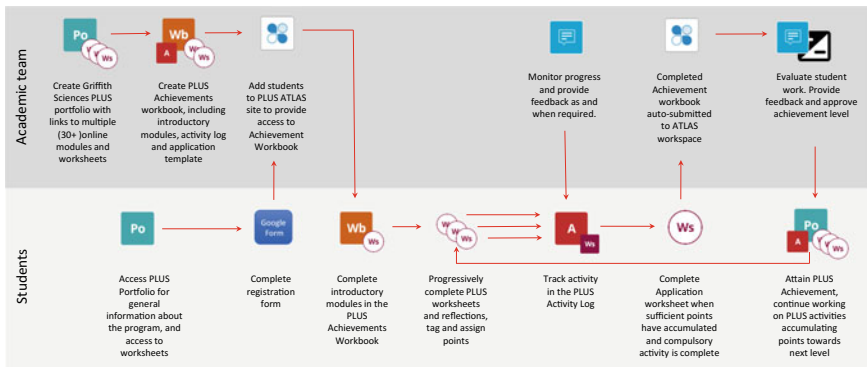 Academic team
Po
Ws
Wb
A
Ws
Create Griffith
Sciences PLUS
portfolio with
links to multiple
(30+ )online
modules and
worksheets
Create PLUS
Achievements
workbook, including
introductory
modules, activity log
and application
template
Add students
to PLUS ATLAS
site to provide
access to
Achievement
Workbook
Monitor progress
and provide
feedback as and
when required.
Completed
Achievement
workbook
auto-submitted
to ATLAS
workspace
Evaluate student
work. Provide
feedback and approve
achievement level
Students
Po
Google
Form
Wb
Ws
Ws
A
Ws
Ws
Po
A
Ws
Access PLUS
Portfolio for
general
information about
the program, and
access to
worksheets
Complete
registration
form
Complete
introductory
modules in the
PLUS
Achievements
Workbook
Progressively
complete PLUS
worksheets
and reflections,
tag and assign
points
Track activity
in the PLUS
Activity Log
Complete
Application
worksheet when
sufficient points
have accumulated
and compulsory
activity is complete
Attain PLUS
Achievement,
continue working
on PLUS activities
accumulating
points towards
next level